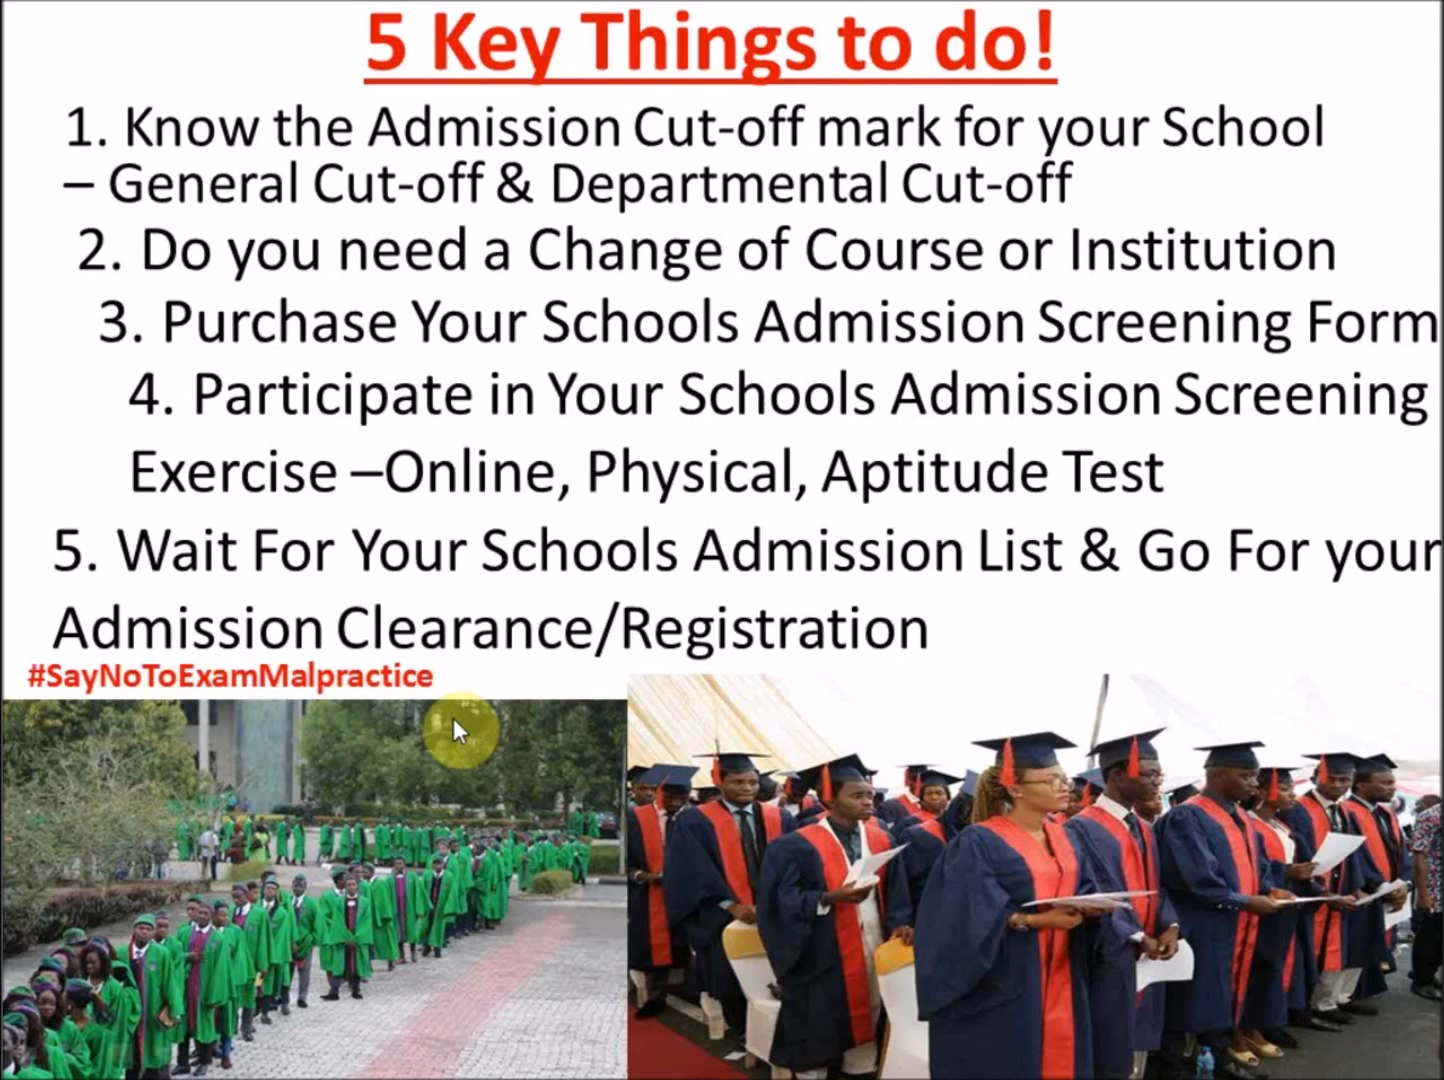 5 Key Things to do!
1. Know the Admission Cut-off mark for your School
– General Cut-off & Departmental Cut-off
2. Do you need a Change of Course or Institution
3. Purchase Your Schools Admission Screening Form
4. Participate in Your Schools Admission Screening
Exercise –Online, Physical, Aptitude Test
5. Wait For Your Schools Admission List & Go For your
Admission Clearance/Registration
#SayNoToExamMalpractice